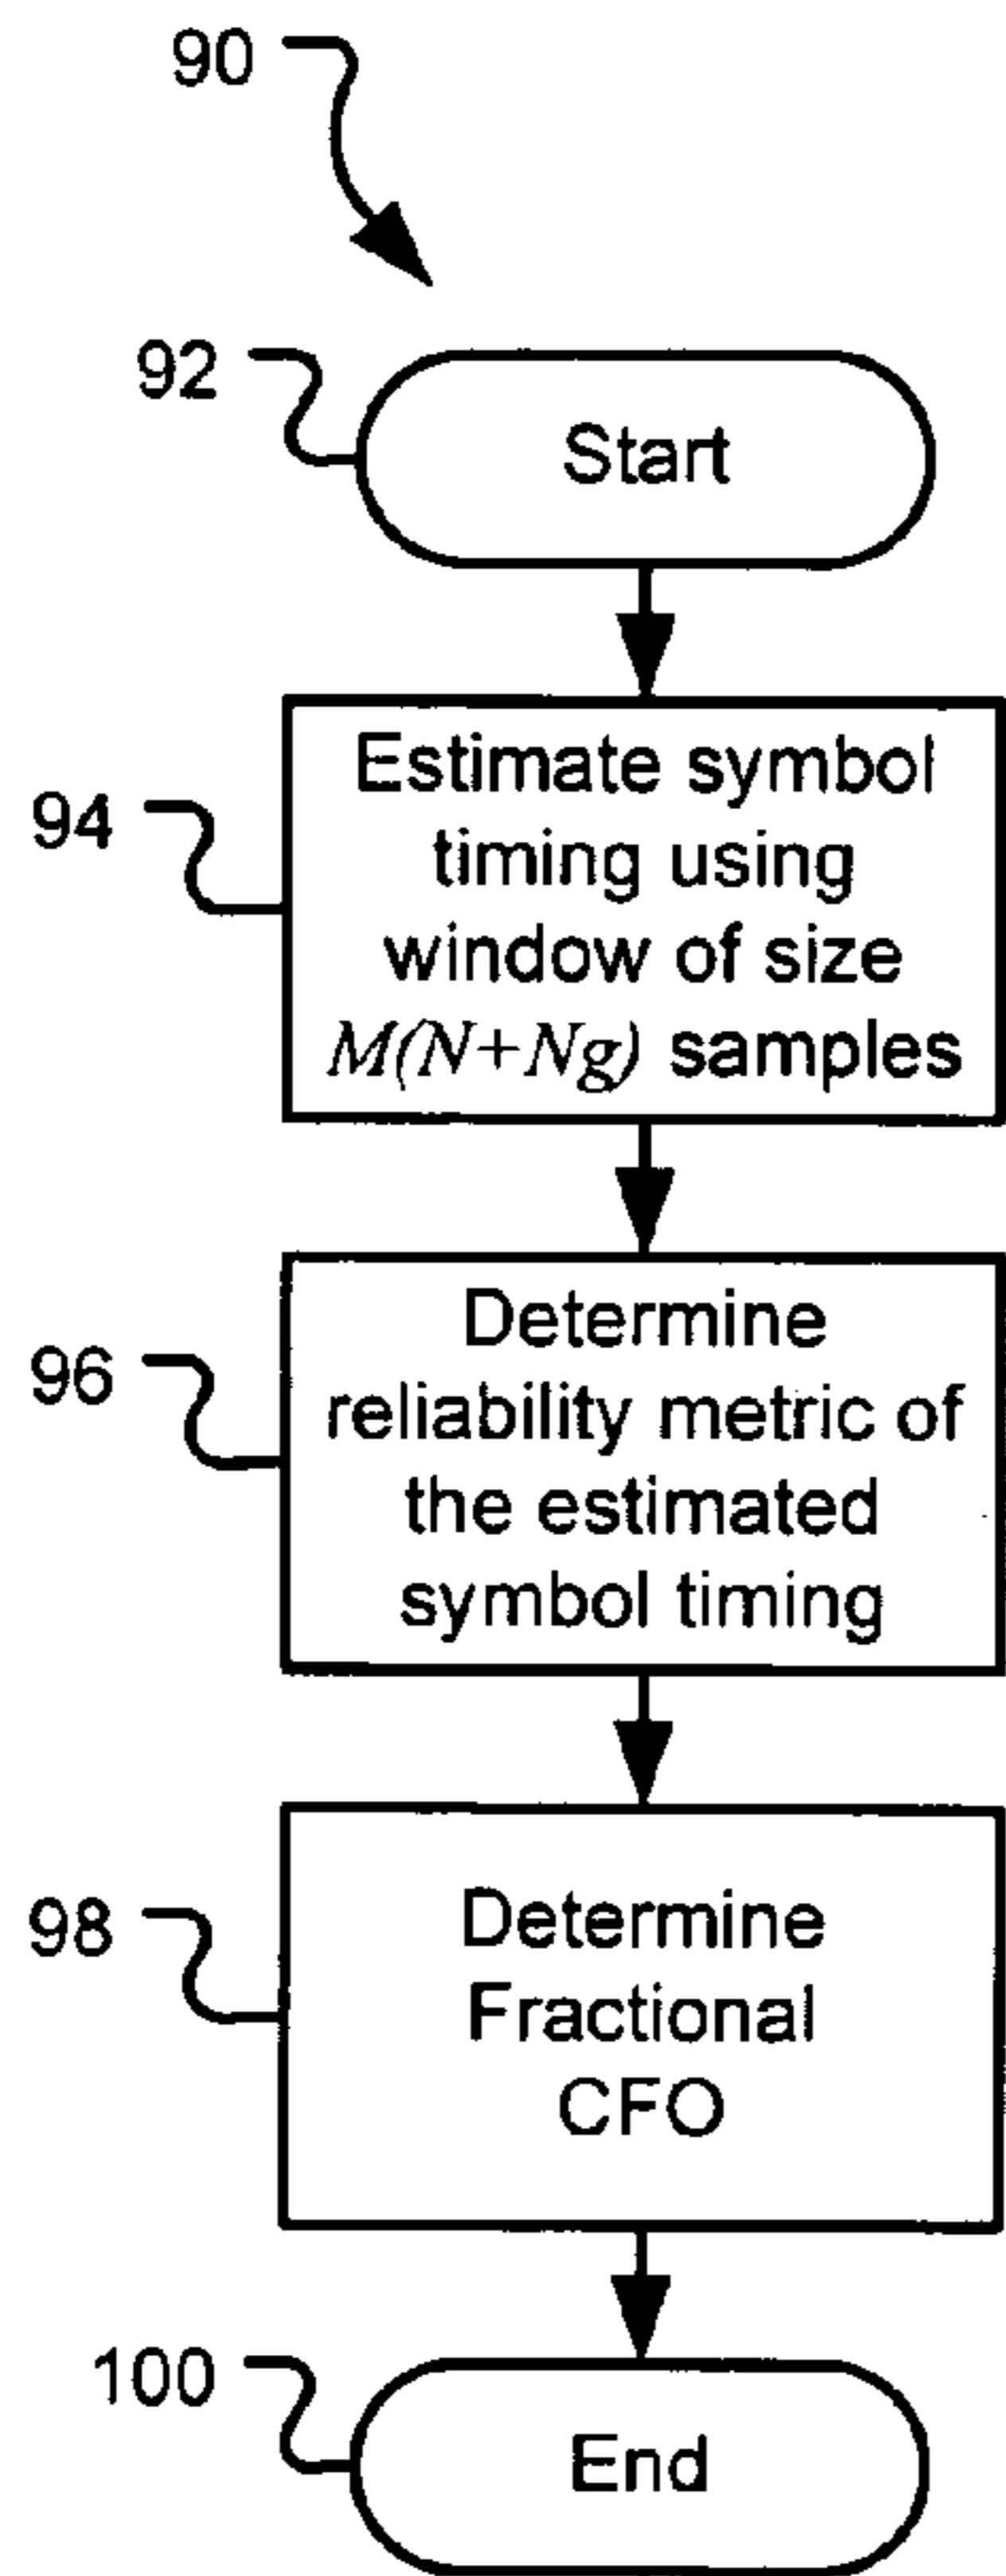 90
92
Start
94
Estimate symbol
timing using
window of size
M(N+Ng) samples
96
Determine
reliability metric of
the estimated
symbol timing
98
Determine
Fractional
CFO
100
End